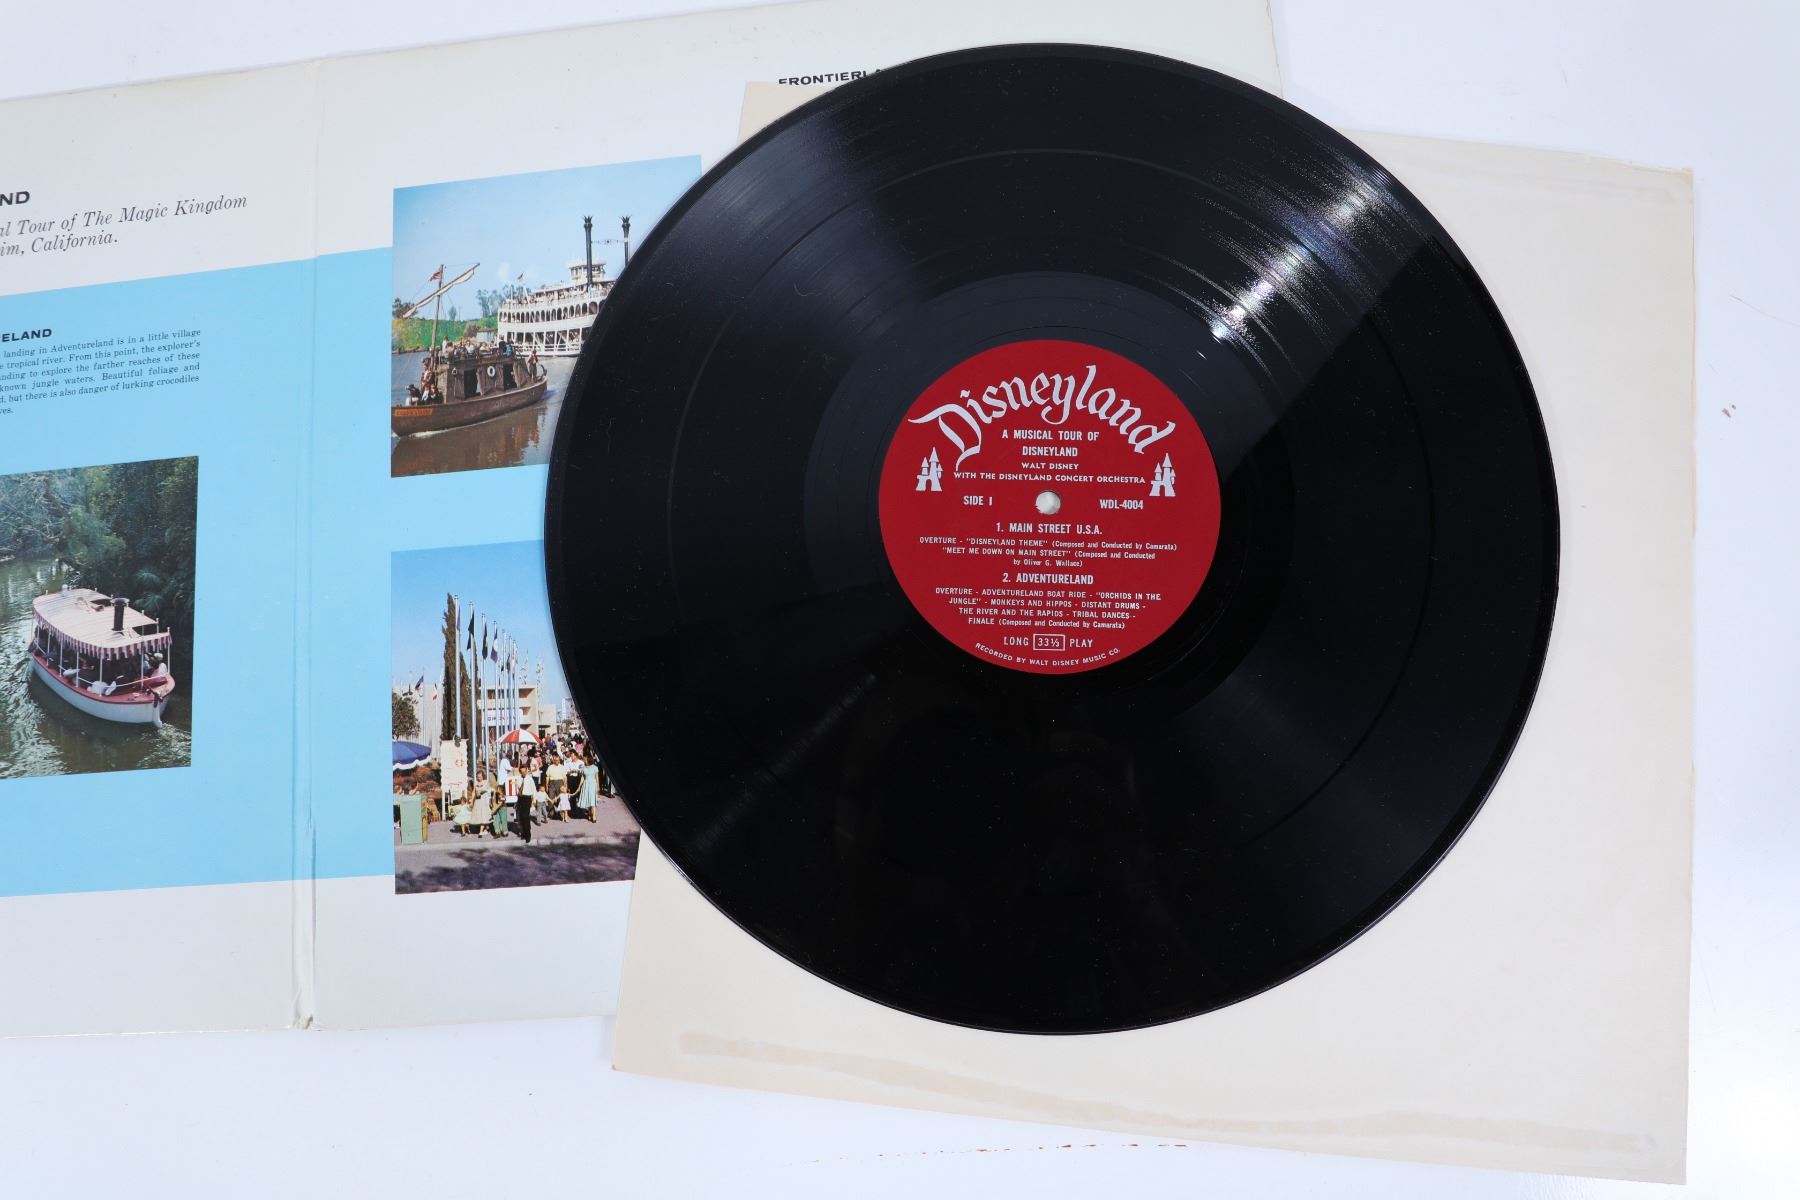 ND
al Tour of The Magic Kingdom
im, California.
ELAND
landing in Adventureland is in a little village
e tropical river. From this point, the explorer's
nding to explore the farther reaches of these
known jungle waters. Beautiful foliage and
d, but there is also danger of lurking crocodiles
ves.
FRONTIERLA
Disneyland
A MUSICAL TOUR OF
DISNEYLAND
WALT DISNEY
WITH THE DISNEYLAND CONCERT ORCHESTRA
SIDE 1 WDL-4004
1. MAIN STREET U.S.A.
OVERTURE - "DISNEYLAND THEME" (Composed and Conducted by Camarata)
"MEET ME DOWN ON MAIN STREET" (Composed and Conducted
by Oliver G. Wallace)
2. ADVENTURELAND
OVERTURE - ADVENTURELAND BOAT RIDE - "ORCHIDS IN THE
JUNGLE" - MONKEYS AND HIPPOS - DISTANT DRUMS -
THE RIVER AND THE RAPIDS - TRIBAL DANCES -
FINALE (Composed and Conducted by Camarata)
LONG 33⅓ PLAY
RECORDED BY WALT DISNEY MUSIC CO.